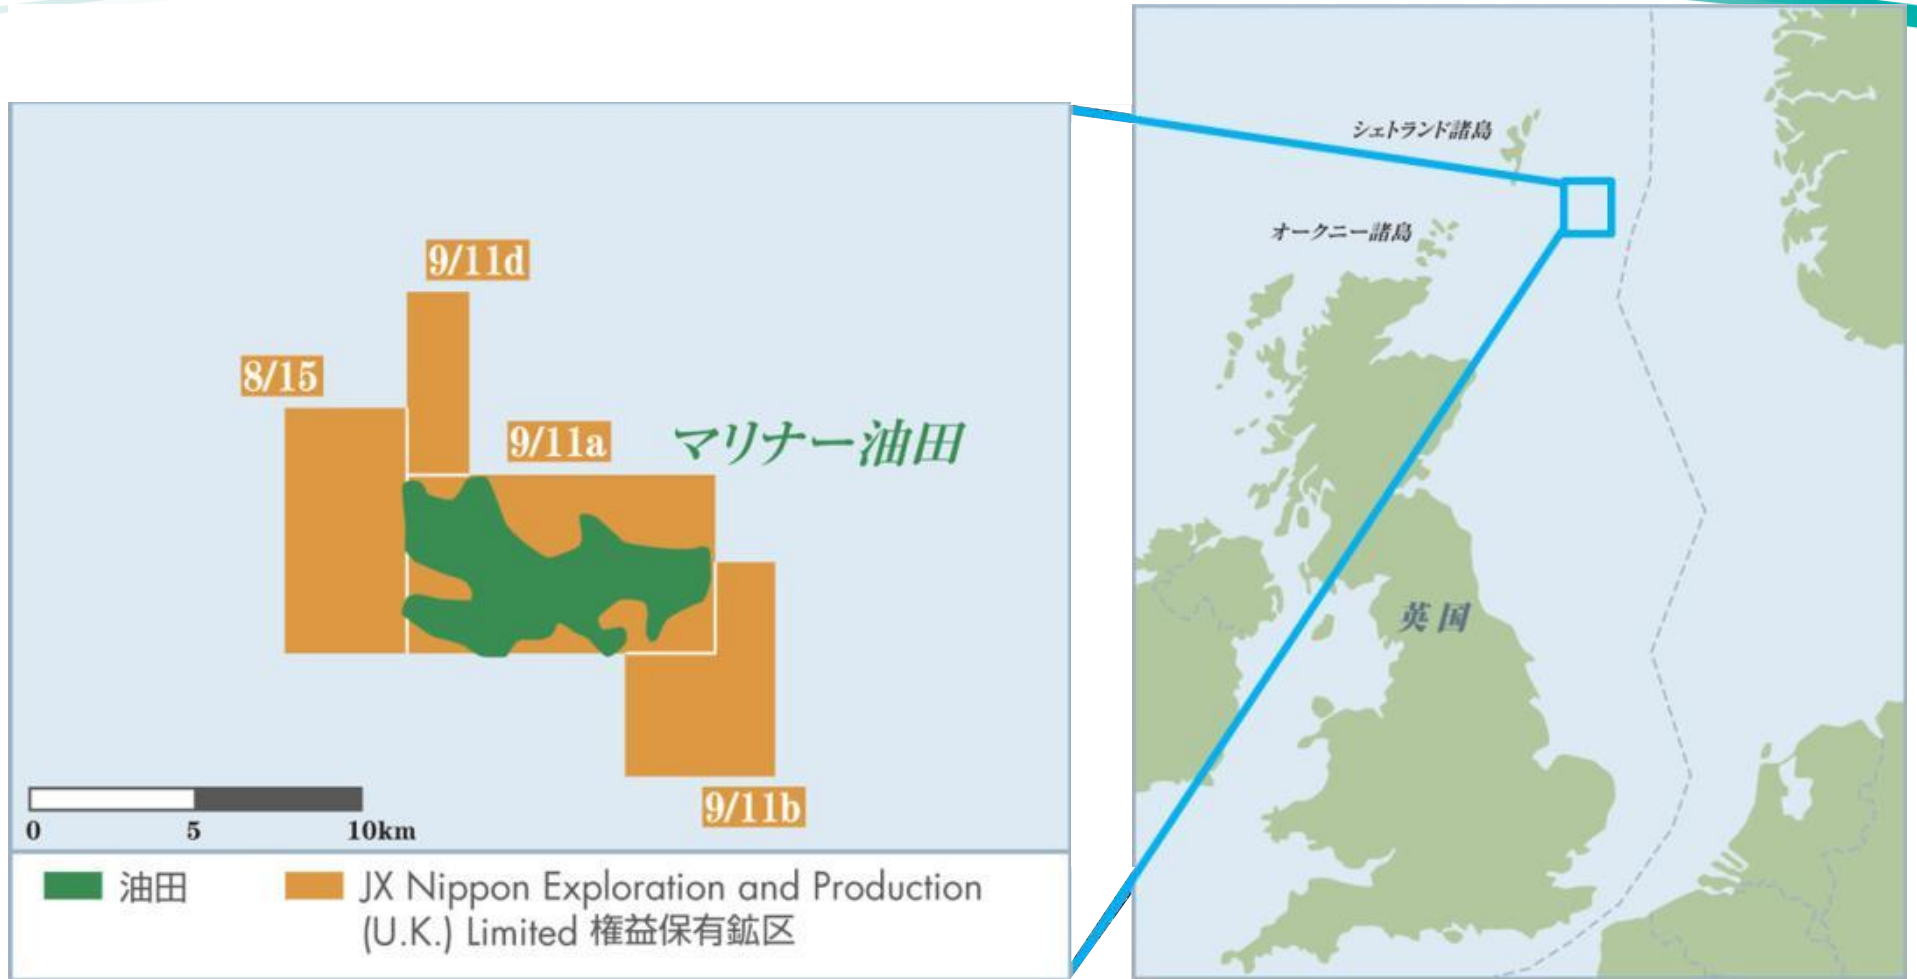 9/11d
8/15
9/11a
マリナー油田
9/11b
0 5 10km
油田
JX Nippon Exploration and Production
(U.K.) Limited 権益保有鉱区
シェトランド諸島
オークニー諸島
英国